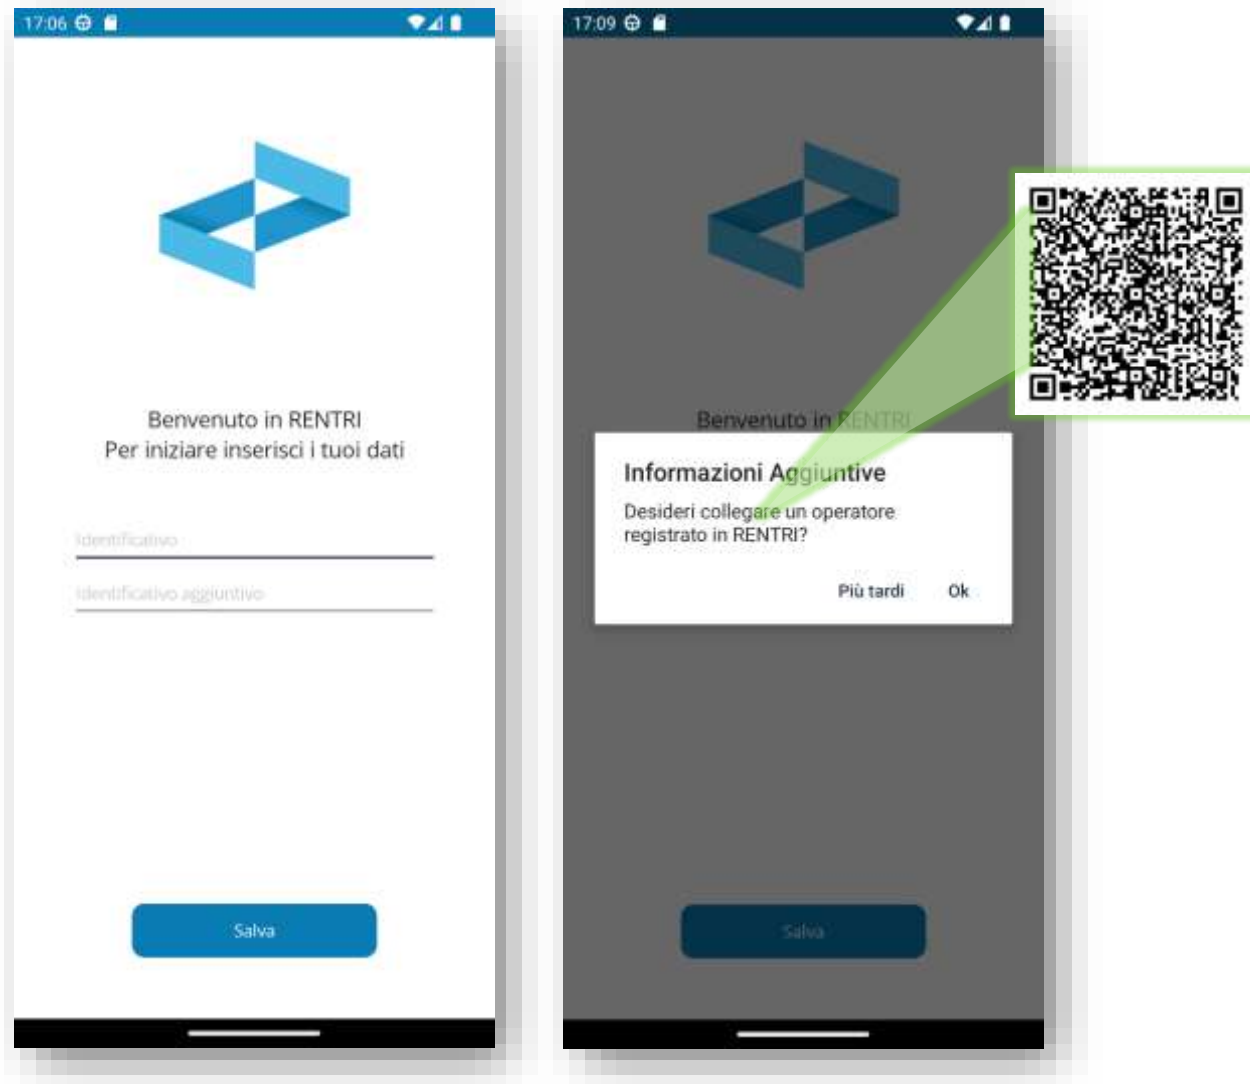 17:06
Benvenuto in RENTRI
Per iniziare inserisci i tuoi dati
Identificativo
Identificativo aggiuntivo
Salva
17:09
Benvenuto in RENTRI
Informazioni Aggiuntive
Desideri collegare un operatore
registrato in RENTRI?
Più tardi Ok
Salva